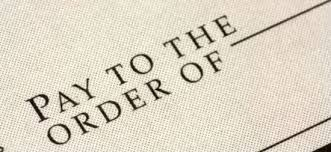 PAY TO THE
ORDER OF